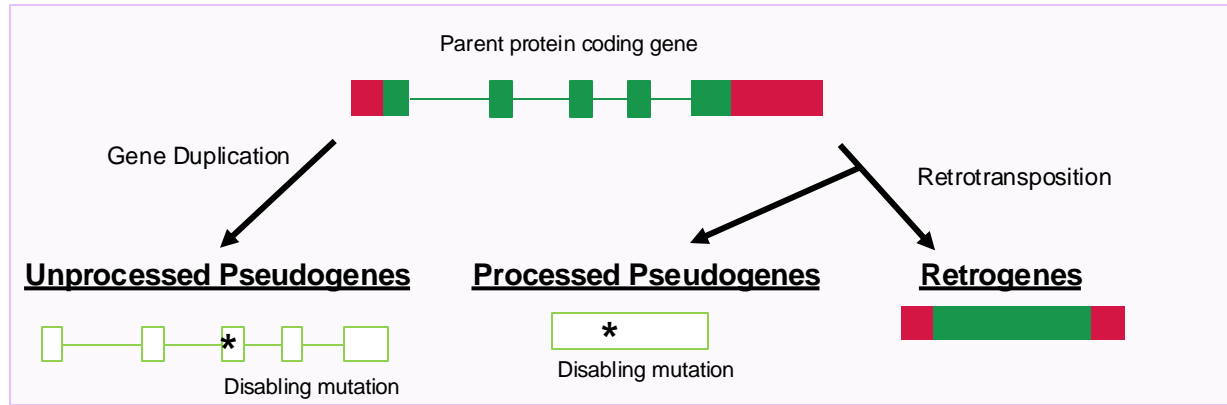 Parent protein coding gene
Gene Duplication
Retrotransposition
Unprocessed Pseudogenes
Processed Pseudogenes
Retrogenes
*
*
Disabling mutation
Disabling mutation